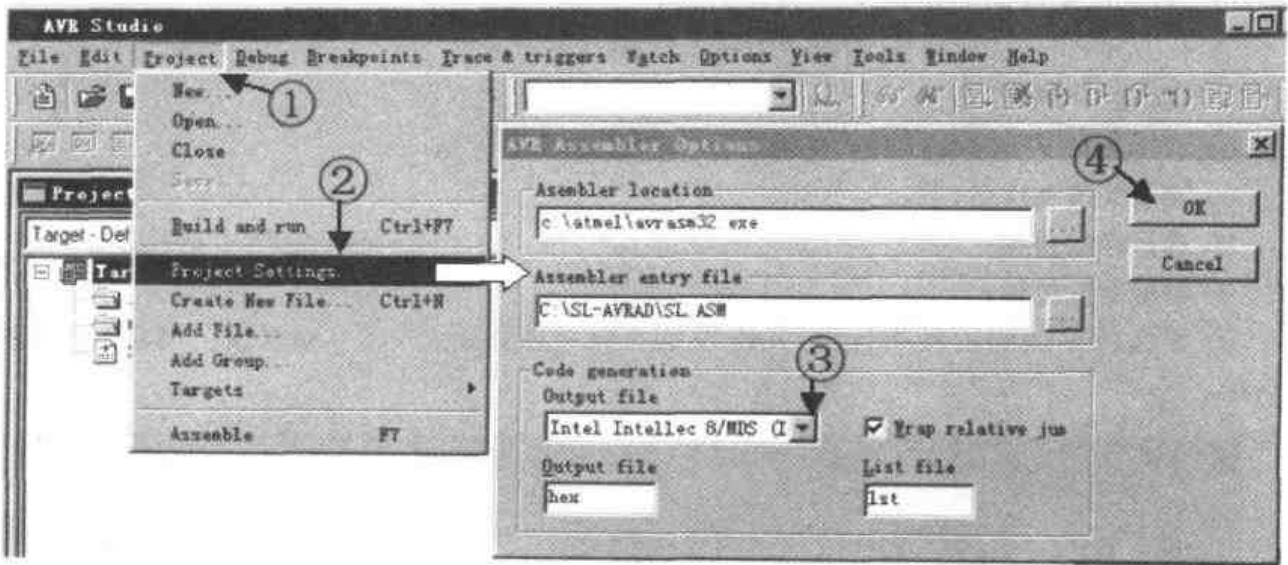 AVR Studio
File Edit Project Debug Breakpoints Trace & triggers Watch Options View Tools Window Help
①
New...
Open...
Close
②
Build and run Ctrl+F7
Project Settings...
Create New File... Ctrl+N
Add File...
Add Group...
Targets
Assemble F7
Project
Target - Def
Tar
AVR Assembler Options
④
Asembler location
c:\atmel\avrasm32.exe
OK
Cancel
Assembler entry file
C:\SL-AVRAD\SL.ASM
③
Code generation
Output file
Intel Intellec 8/MDS (I
Wrap relative jum
Output file
hex
List file
lst